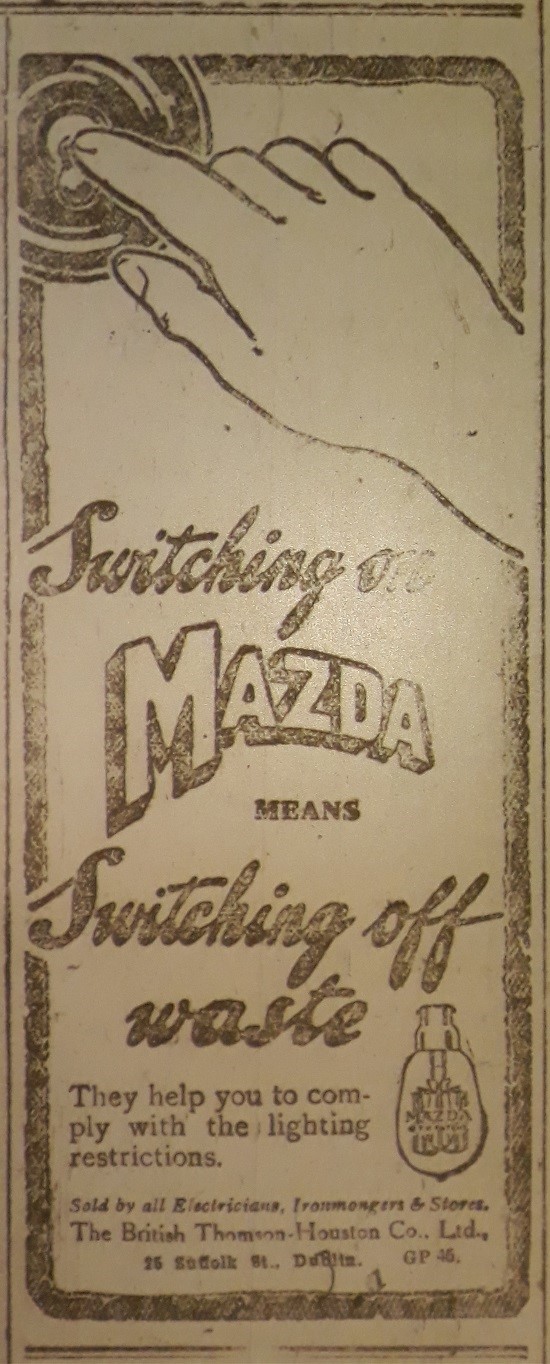 Switching on
MAZDA
MEANS
Switching off
waste
They help you to com-
ply with the lighting
restrictions.
MAZDA
Sold by all Electricians, Ironmongers & Stores.
The British Thomson-Houston Co., Ltd.,
25 Suffolk St., Dublin. GP 46.